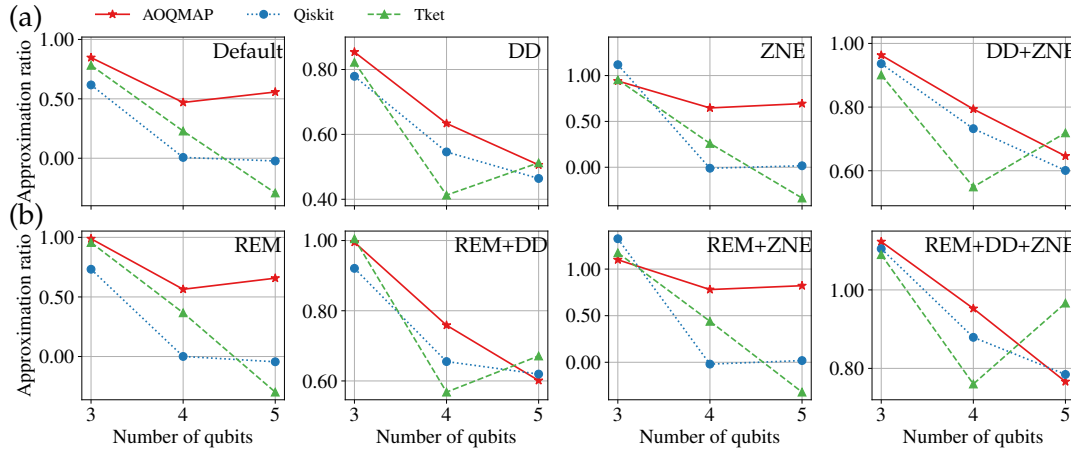 (a)
AOQMAP Qiskit Tket
Approximation ratio
1.00
0.50
0.00
Default
0.80
0.60
0.40
DD
1.00
0.50
0.00
ZNE
1.00
0.80
0.60
DD+ZNE
(b)
Approximation ratio
1.00
0.50
0.00
REM
3 4 5
Number of qubits
1.00
0.80
0.60
REM+DD
3 4 5
Number of qubits
1.00
0.50
0.00
REM+ZNE
3 4 5
Number of qubits
1.00
0.80
REM+DD+ZNE
3 4 5
Number of qubits